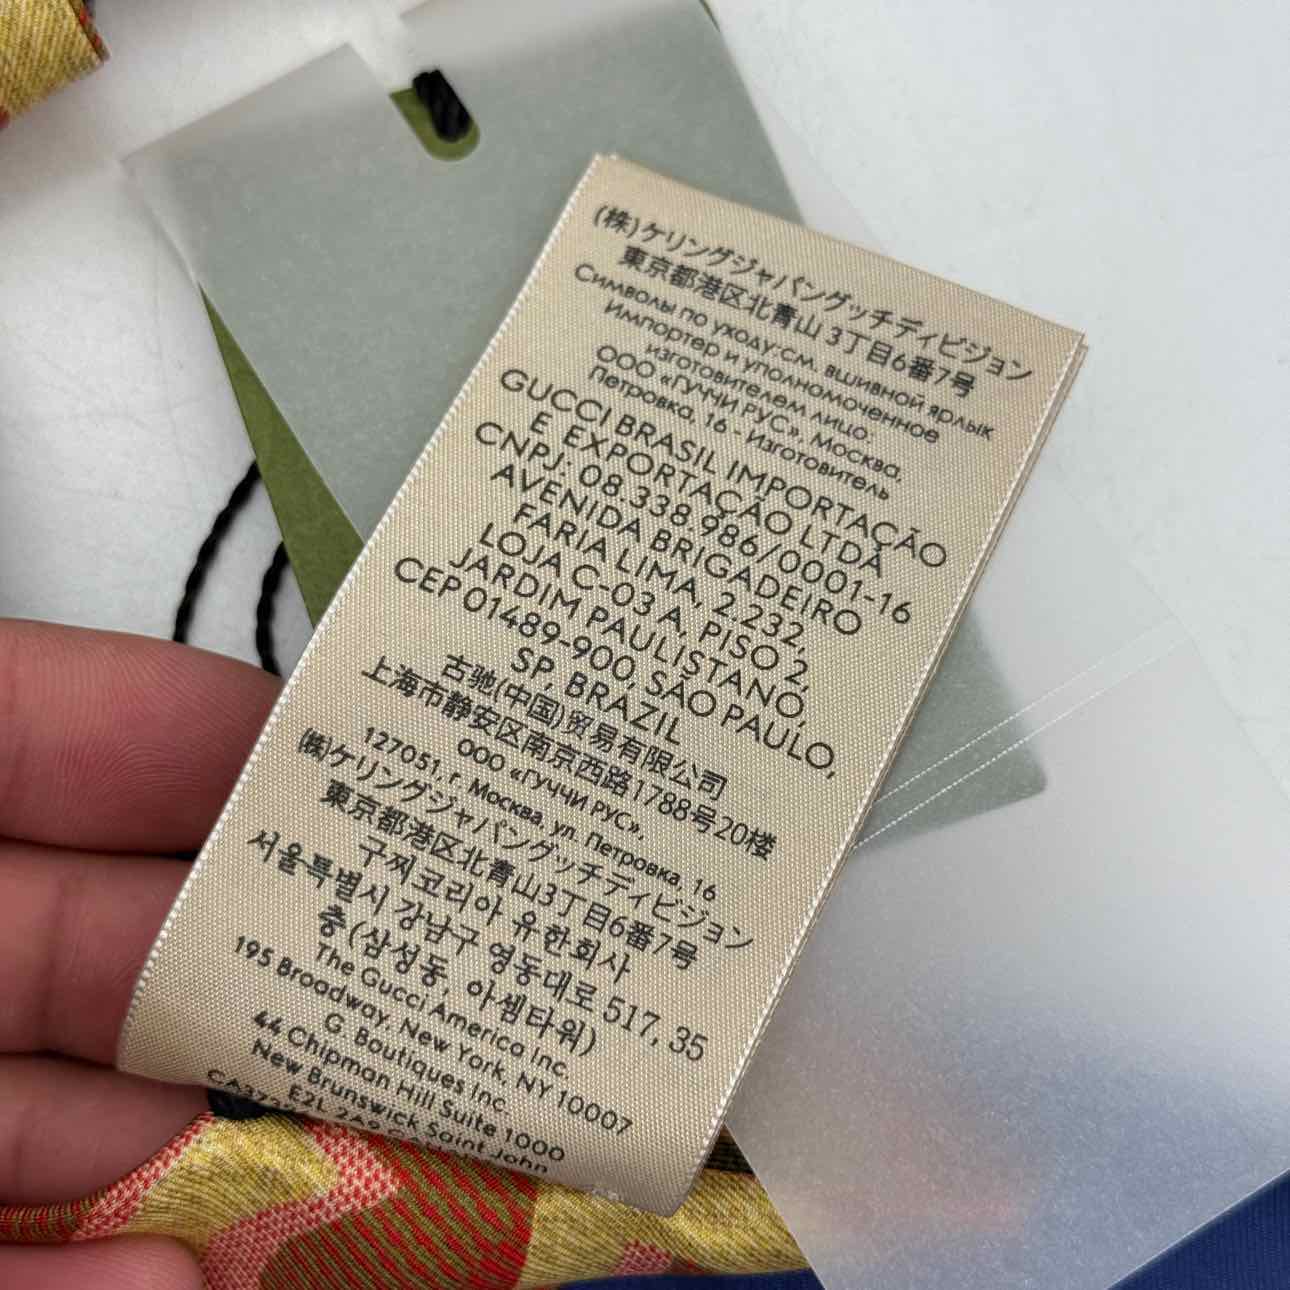 (株)ケリングジャパングッチディビジョン
東京都港区北青山 3丁目6番7号
Символы по уходу:см. вшивной ярлык
Импортер и уполномоченное
изготовителем лицо:
ООО «ГУЧЧИ РУС», Москва,
Петровка, 16 - Изготовитель
GUCCI BRASIL IMPORTAÇÃO
E EXPORTAÇÃO LTDA
CNPJ: 08.338.986/0001-16
AVENIDA BRIGADEIRO
FARIA LIMA, 2.232,
LOJA C-03 A, PISO 2,
JARDIM PAULISTANO,
CEP 01489-900, SÃO PAULO,
SP, BRAZIL
古驰(中国)贸易有限公司
上海市静安区南京西路1788号20楼
ООО «ГУЧЧИ РУС»,
127051, г. Москва, ул. Петровка, 16
(株)ケリングジャパングッチディビジョン
東京都港区北青山3丁目6番7号
구찌코리아 유한회사
서울특별시 강남구 영동대로 517, 35
층(삼성동, 아셈타워)
The Gucci America Inc.
195 Broadway, New York, NY 10007
G. Boutiques Inc.
44 Chipman Hill Suite 1000
New Brunswick Saint John
E2L 2A9